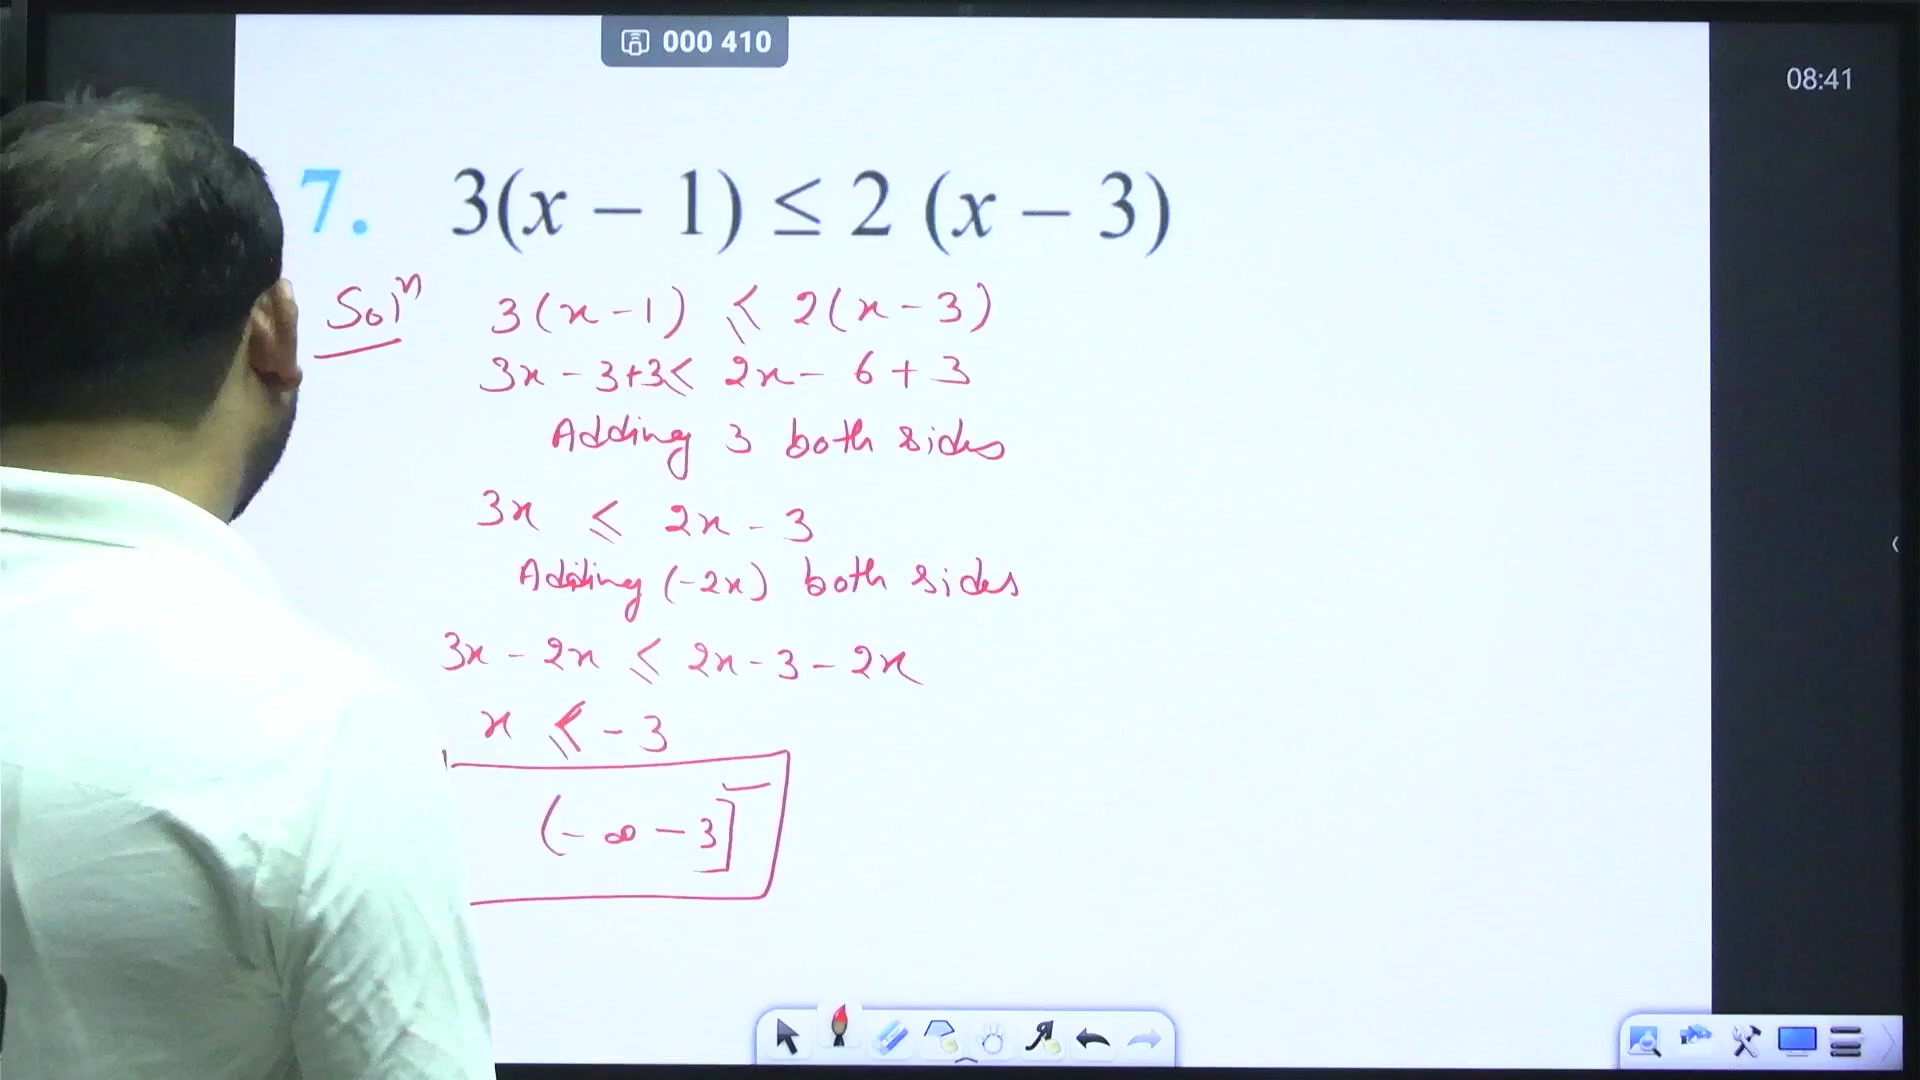 000 410
08:41
7. 3(x – 1) ≤ 2 (x – 3)
Solⁿ 3(x-1) ≤ 2(x-3)
3x - 3+3 ≤ 2x - 6 + 3
Adding 3 both sides
3x ≤ 2x - 3
Adding (-2x) both sides
3x - 2x ≤ 2x - 3 - 2x
x ≤ - 3
(- ∞ - 3]